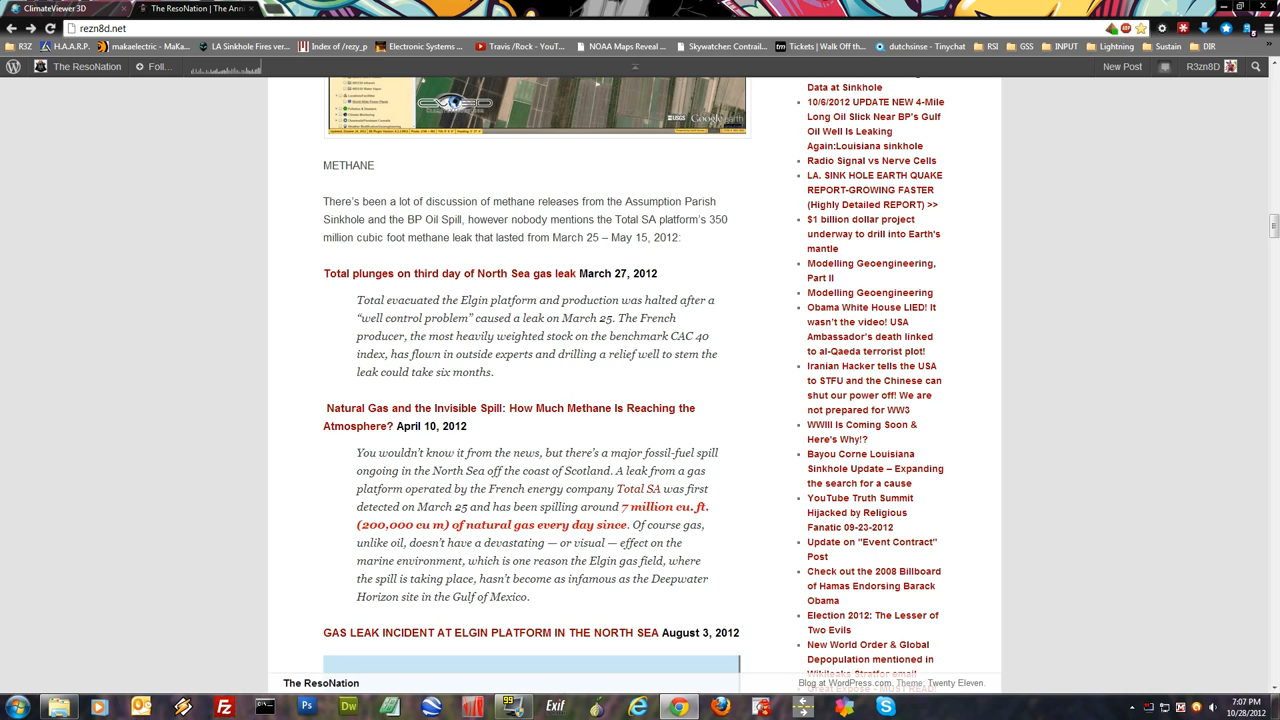 ClimateViewer 3D
The ResoNation | The Ann
rezn8d.net
R3Z
H.A.A.R.P.
makaelectric - MaKa...
LA Sinkhole Fires ver...
Index of /rezy_p
Electronic Systems ...
Travis /Rock - YouT...
NOAA Maps Reveal ...
Skywatcher: Contrail...
Tickets | Walk Off th...
dutchsinse - Tinychat
RSI
GSS
INPUT
Lightning
Sustain
DIR
The ResoNation
+ Foll...
New Post
R3zn8D
USGS
Google earth
METHANE
There's been a lot of discussion of methane releases from the Assumption Parish
Sinkhole and the BP Oil Spill, however nobody mentions the Total SA platform's 350
million cubic foot methane leak that lasted from March 25 – May 15, 2012:
Total plunges on third day of North Sea gas leak March 27, 2012
Total evacuated the Elgin platform and production was halted after a
“well control problem” caused a leak on March 25. The French
producer, the most heavily weighted stock on the benchmark CAC 40
index, has flown in outside experts and drilling a relief well to stem the
leak could take six months.
Natural Gas and the Invisible Spill: How Much Methane Is Reaching the
Atmosphere? April 10, 2012
You wouldn't know it from the news, but there's a major fossil-fuel spill
ongoing in the North Sea off the coast of Scotland. A leak from a gas
platform operated by the French energy company Total SA was first
detected on March 25 and has been spilling around 7 million cu. ft.
(200,000 cu m) of natural gas every day since. Of course gas,
unlike oil, doesn't have a devastating — or visual — effect on the
marine environment, which is one reason the Elgin gas field, where
the spill is taking place, hasn't become as infamous as the Deepwater
Horizon site in the Gulf of Mexico.
GAS LEAK INCIDENT AT ELGIN PLATFORM IN THE NORTH SEA August 3, 2012
Data at Sinkhole
10/6/2012 UPDATE NEW 4-Mile
Long Oil Slick Near BP's Gulf
Oil Well Is Leaking
Again:Louisiana sinkhole
Radio Signal vs Nerve Cells
LA. SINK HOLE EARTH QUAKE
REPORT-GROWING FASTER
(Highly Detailed REPORT) >>
$1 billion dollar project
underway to drill into Earth's
mantle
Modelling Geoengineering,
Part II
Modelling Geoengineering
Obama White House LIED! It
wasn't the video! USA
Ambassador's death linked
to al-Qaeda terrorist plot!
Iranian Hacker tells the USA
to STFU and the Chinese can
shut our power off! We are
not prepared for WW3
WWIII Is Coming Soon &
Here's Why!?
Bayou Corne Louisiana
Sinkhole Update – Expanding
the search for a cause
YouTube Truth Summit
Hijacked by Religious
Fanatic 09-23-2012
Update on "Event Contract"
Post
Check out the 2008 Billboard
of Hamas Endorsing Barack
Obama
Election 2012: The Lesser of
Two Evils
New World Order & Global
Depopulation mentioned in
Wikileaks Stratfor email
Great Expose - MUST READ!
The ResoNation
Blog at WordPress.com. Theme: Twenty Eleven.
Exif
7:07 PM
10/28/2012